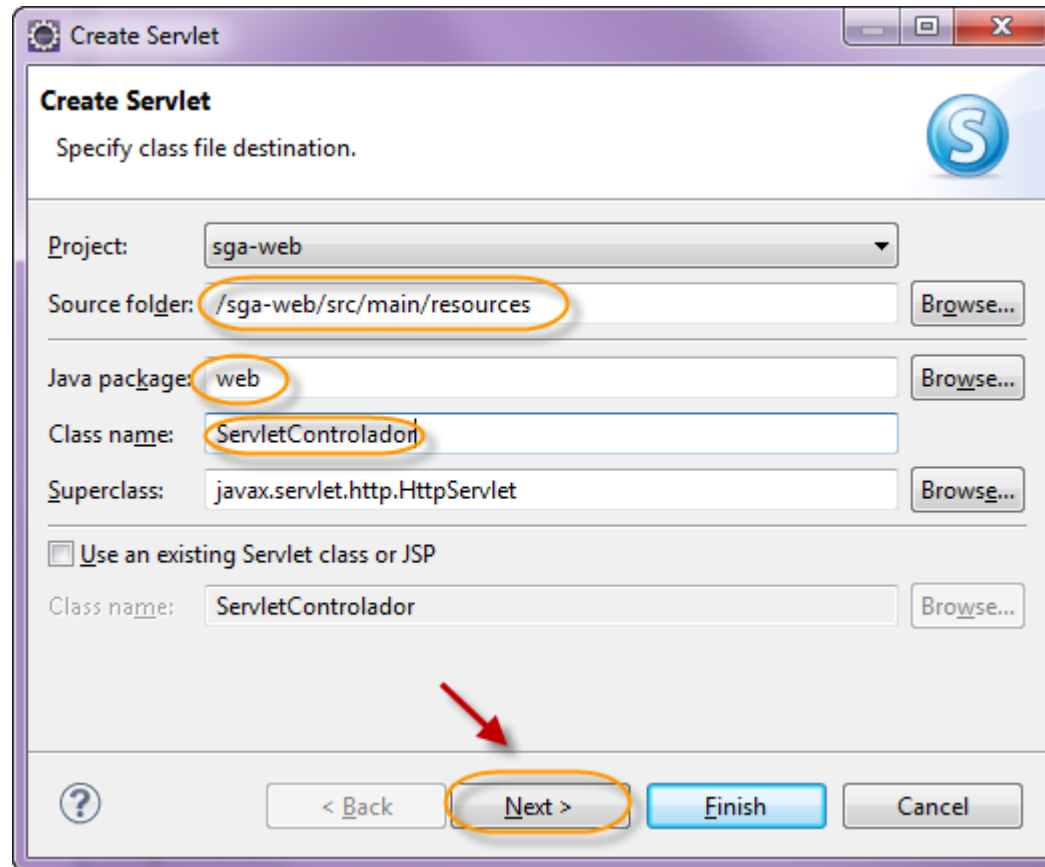 Create Servlet
Create Servlet
Specify class file destination.
S
Project: sga-web
Source folder: /sga-web/src/main/resources Browse...
Java package: web Browse...
Class name: ServletControlador
Superclass: javax.servlet.http.HttpServlet Browse...
Use an existing Servlet class or JSP
Class name: ServletControlador Browse...
? < Back Next > Finish Cancel